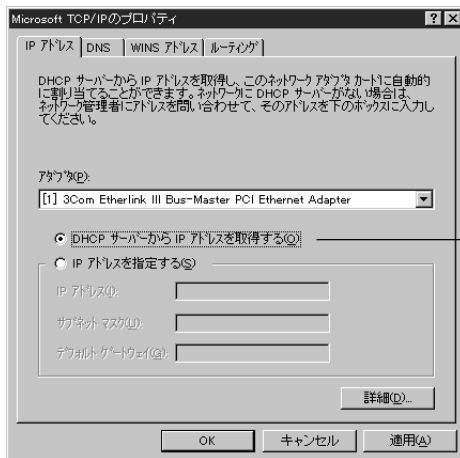 Microsoft TCP/IPのプロパティ
IP アドレス DNS WINS アドレス ルーティング
DHCP サーバーから IP アドレスを取得し、このネットワーク アダプタ カードに自動的
に割り当てることができます。ネットワークに DHCP サーバーがない場合は、
ネットワーク管理者にアドレスを問い合わせて、そのアドレスを下のボックスに入力し
てください。
アダプタ(P):
[1] 3Com Etherlink III Bus-Master PCI Ethernet Adapter
DHCP サーバーから IP アドレスを取得する(O)
IP アドレスを指定する(S)
IP アドレス(I):
サブネット マスク(U):
デフォルト ゲートウェイ(G):
詳細(D)...
OK キャンセル 適用(A)